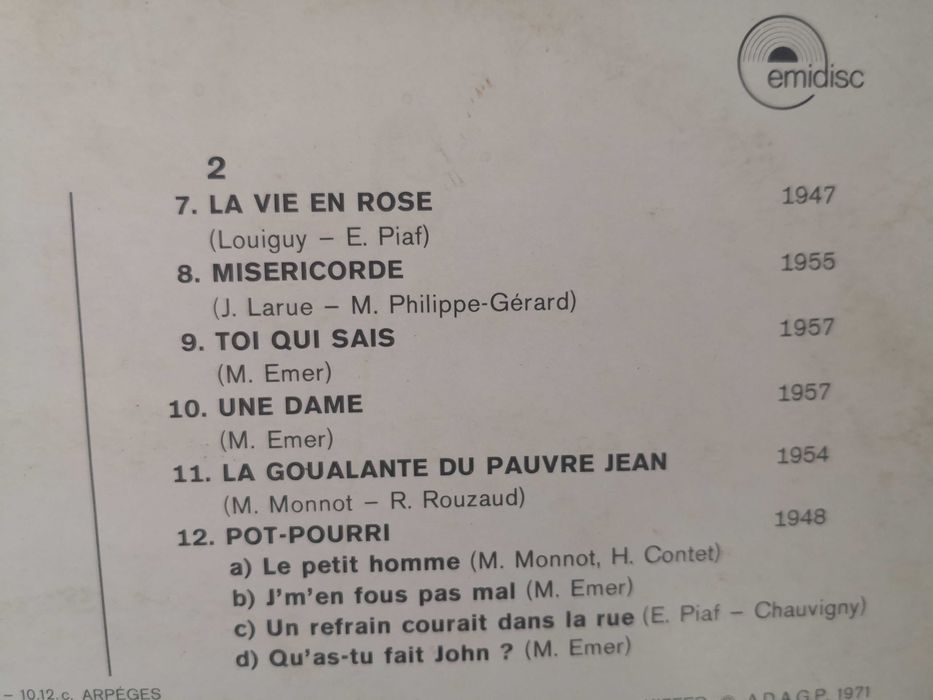 emidisc
2
7. LA VIE EN ROSE 1947
(Louiguy – E. Piaf)
8. MISERICORDE 1955
(J. Larue – M. Philippe-Gérard)
9. TOI QUI SAIS 1957
(M. Emer)
10. UNE DAME 1957
(M. Emer)
11. LA GOUALANTE DU PAUVRE JEAN 1954
(M. Monnot – R. Rouzaud)
12. POT-POURRI 1948
a) Le petit homme (M. Monnot, H. Contet)
b) J'm'en fous pas mal (M. Emer)
c) Un refrain courait dans la rue (E. Piaf – Chauvigny)
d) Qu'as-tu fait John ? (M. Emer)
– 10.12.c. ARPÉGES © A.D.A.G.P. 1971